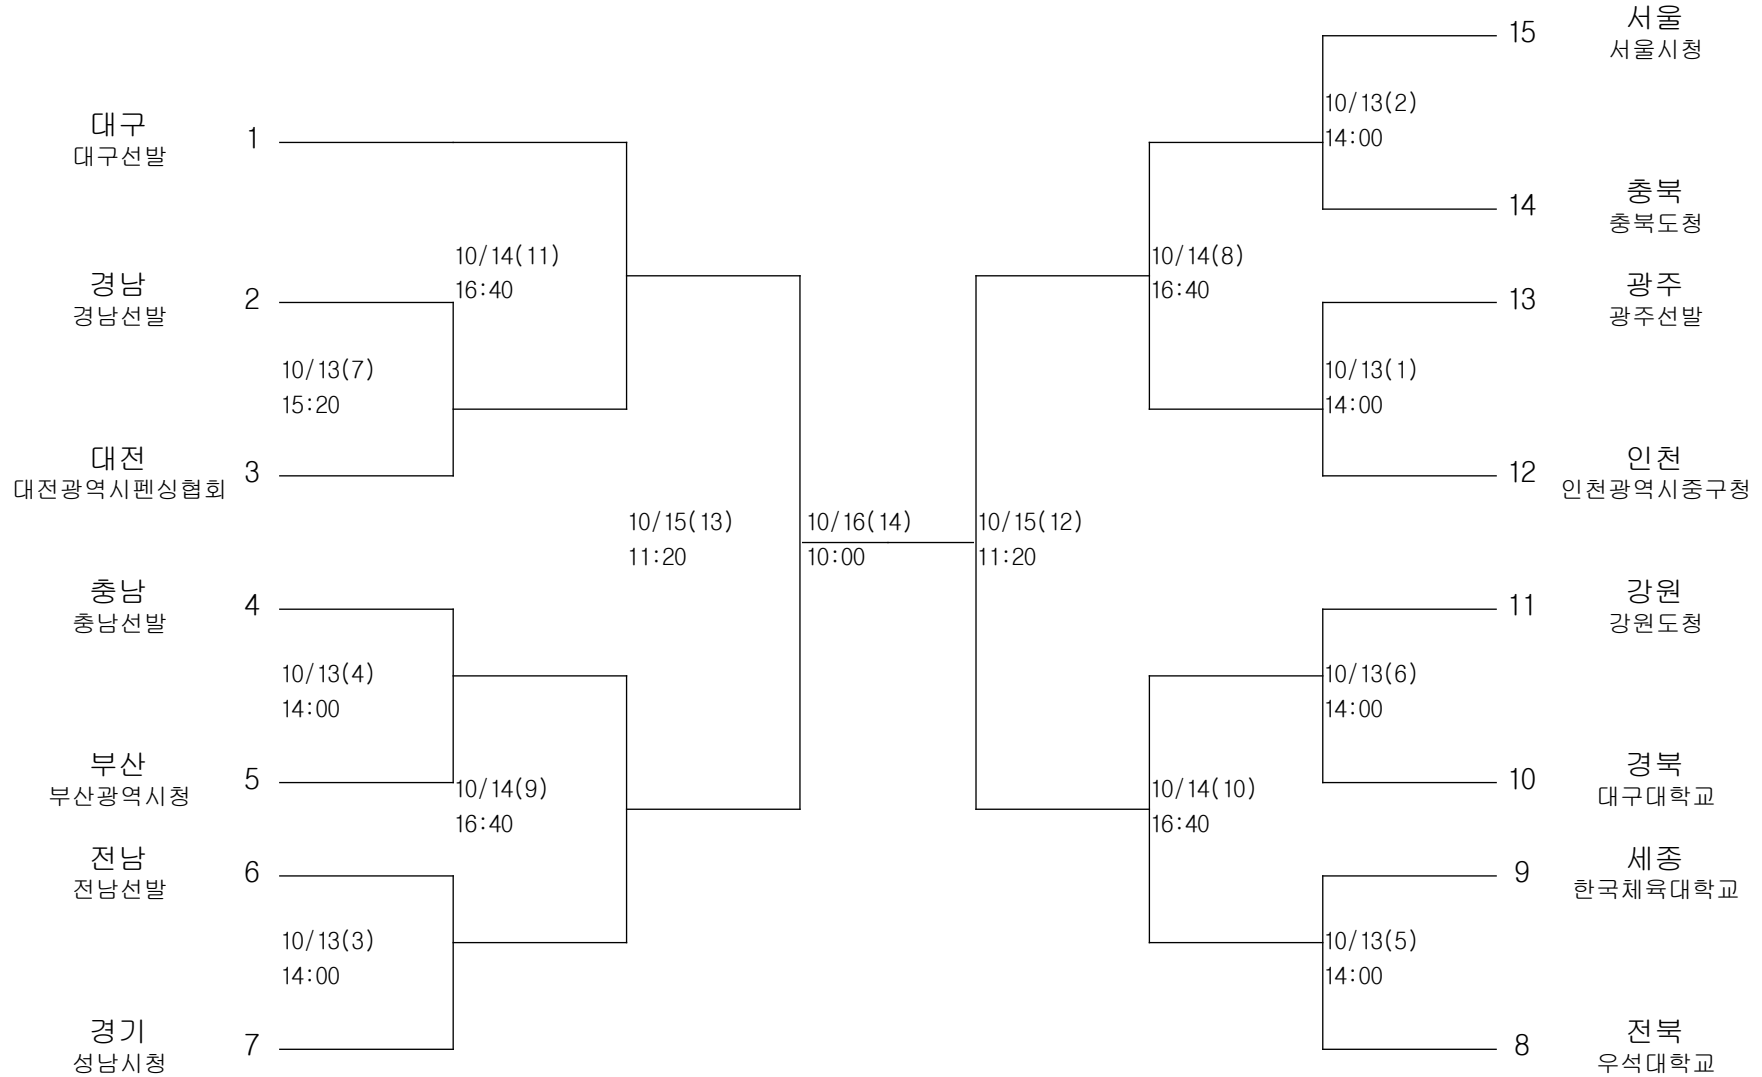 15
서울
서울시청
10/13(2)
14:00
대구
대구선발
1
14
충북
충북도청
10/14(11)
16:40
10/14(8)
16:40
경남
경남선발
2
13
광주
광주선발
10/13(7)
15:20
10/13(1)
14:00
대전
대전광역시펜싱협회
3
12
인천
인천광역시중구청
10/15(13)
11:20
10/16(14)
10:00
10/15(12)
11:20
충남
충남선발
4
11
강원
강원도청
10/13(4)
14:00
10/13(6)
14:00
부산
부산광역시청
5
10/14(9)
16:40
10/14(10)
16:40
10
경북
대구대학교
전남
전남선발
6
9
세종
한국체육대학교
10/13(3)
14:00
10/13(5)
14:00
경기
성남시청
7
8
전북
우석대학교